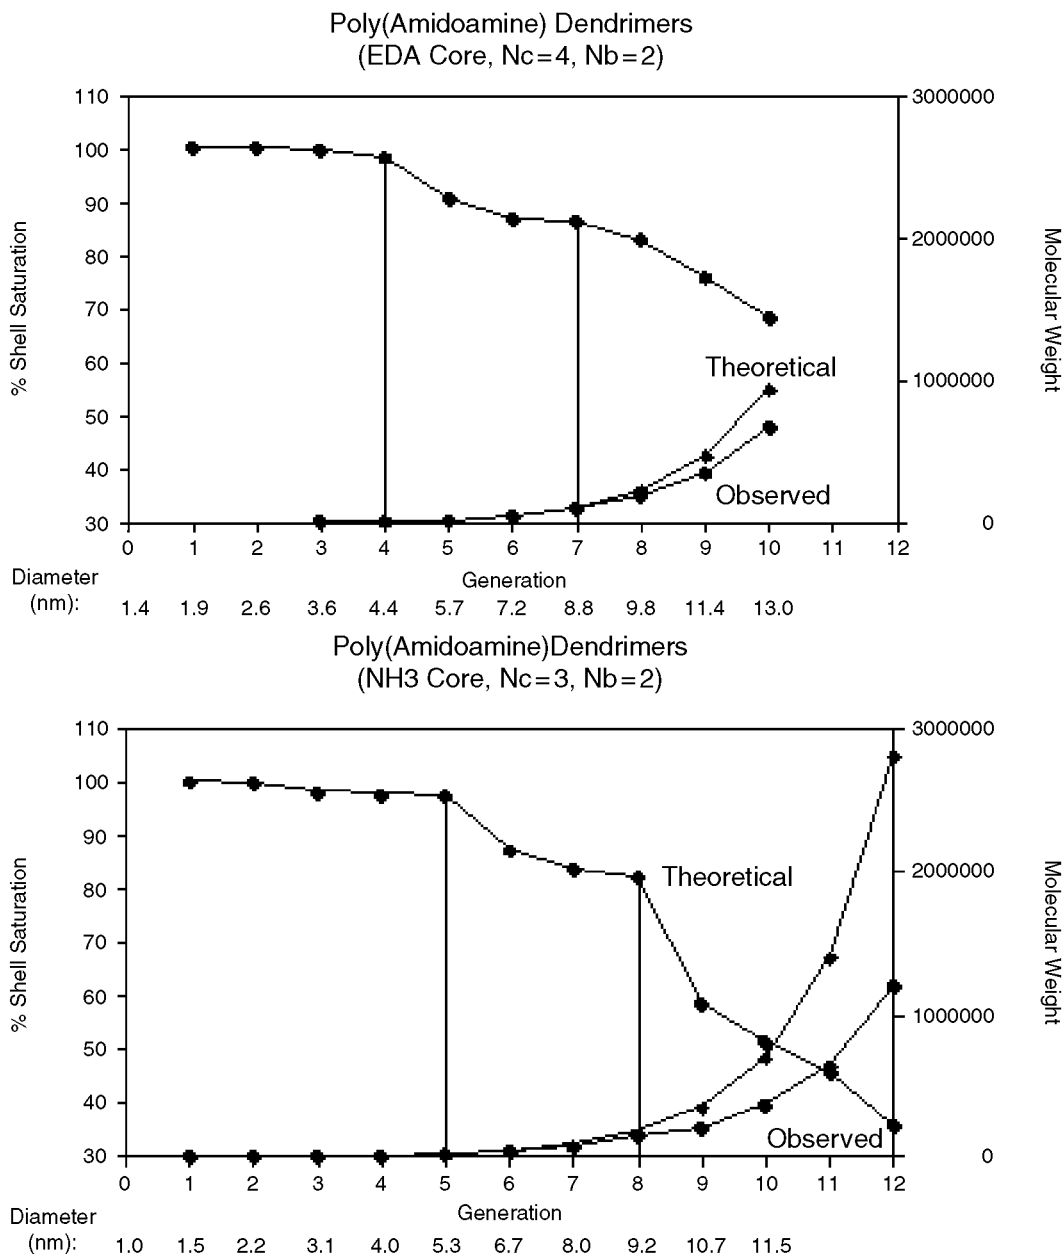 Poly(Amidoamine) Dendrimers
(EDA Core, Nc=4, Nb=2)
110
100
90
80
70
60
50
40
30
% Shell Saturation
3000000
2000000
1000000
0
Molecular Weight
Theoretical
Observed
0 1 2 3 4 5 6 7 8 9 10 11 12
Generation
Diameter
(nm): 1.4 1.9 2.6 3.6 4.4 5.7 7.2 8.8 9.8 11.4 13.0
Poly(Amidoamine)Dendrimers
(NH3 Core, Nc=3, Nb=2)
110
100
90
80
70
60
50
40
30
% Shell Saturation
3000000
2000000
1000000
0
Molecular Weight
Theoretical
Observed
0 1 2 3 4 5 6 7 8 9 10 11 12
Generation
Diameter
(nm): 1.0 1.5 2.2 3.1 4.0 5.3 6.7 8.0 9.2 10.7 11.5